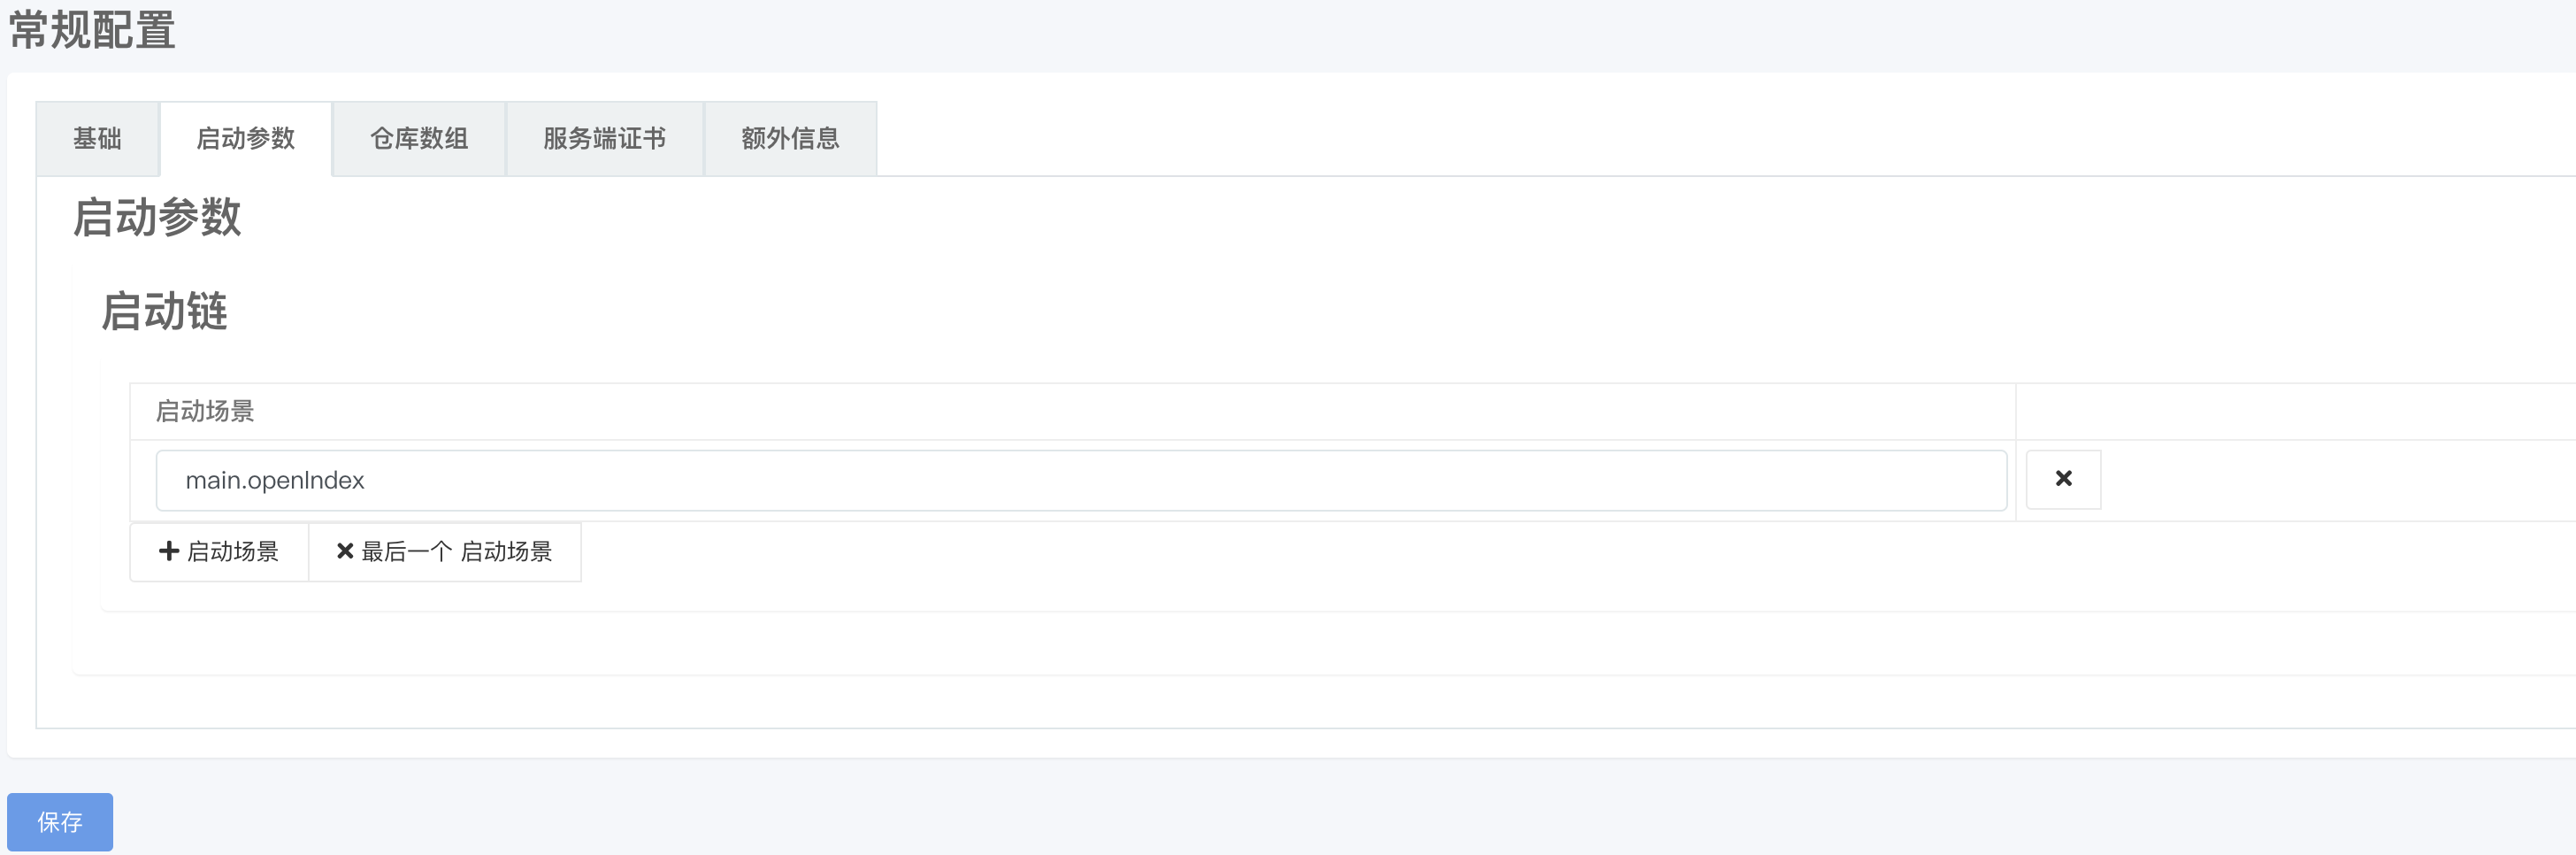 常规配置
基础 启动参数 仓库数组 服务端证书 额外信息
启动参数
启动链
启动场景
main.openIndex
启动场景 最后一个 启动场景
保存